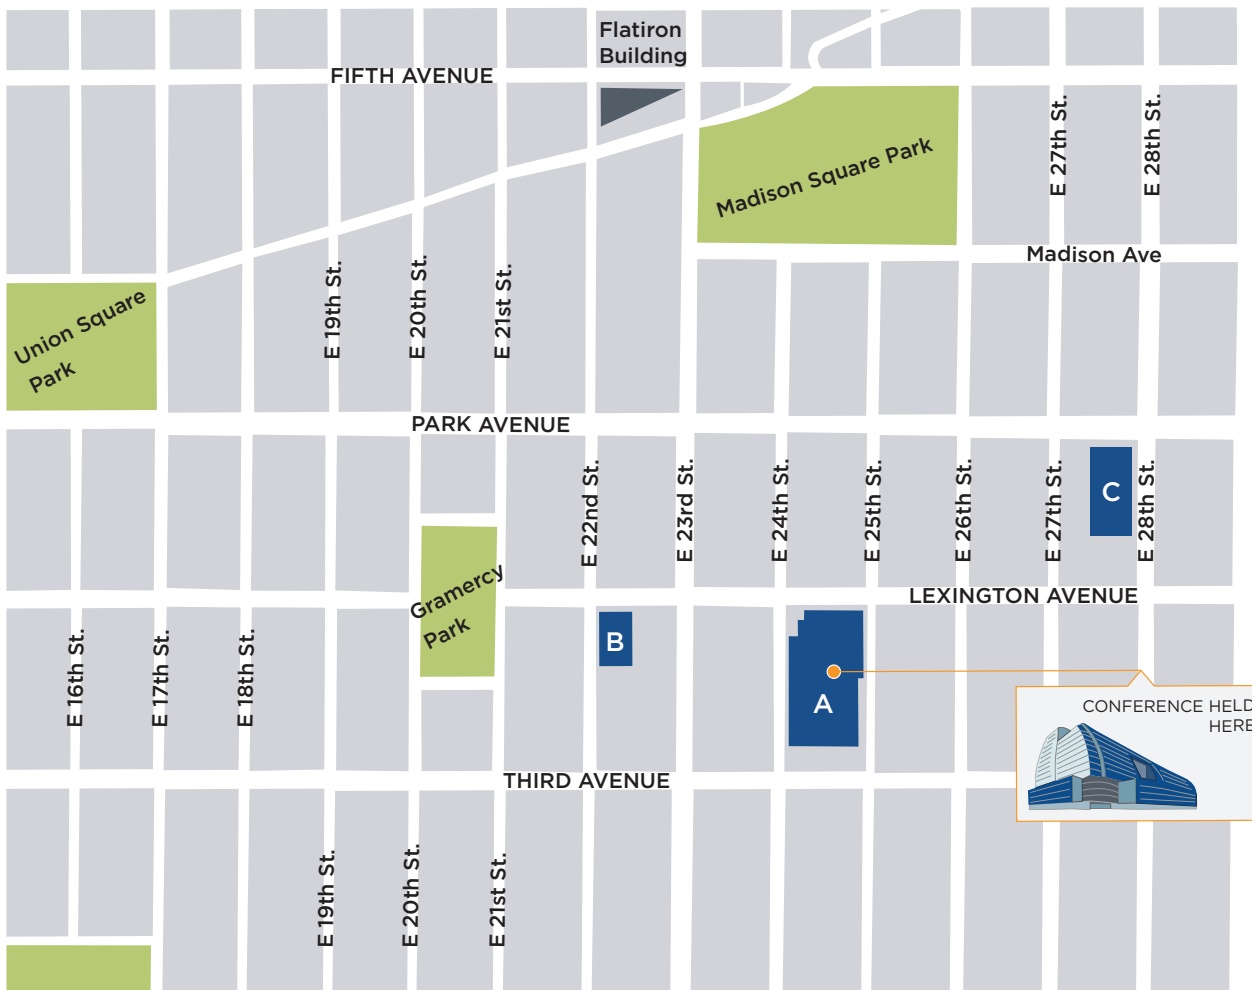 Flatiron
Building
FIFTH AVENUE
E 27th St.
E 28th St.
Madison Square Park
Madison Ave
E 19th St.
E 20th St.
E 21st St.
Union Square
Park
PARK AVENUE
E 22nd St.
E 23rd St.
E 24th St.
E 25th St.
E 26th St.
E 27th St.
C
E 28th St.
Gramercy
Park
LEXINGTON AVENUE
B
E 16th St.
E 17th St.
E 18th St.
A
CONFERENCE HELD
HERE
THIRD AVENUE
E 19th St.
E 20th St.
E 21st St.